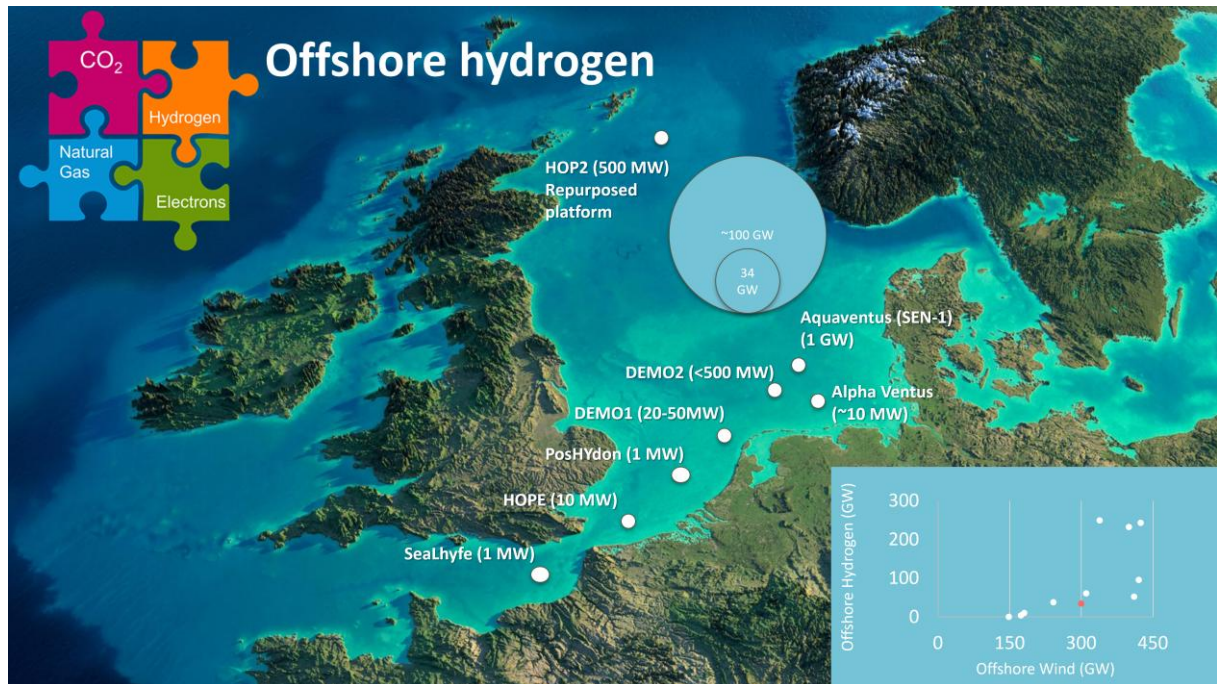 Offshore hydrogen
CO₂
Hydrogen
Natural
Gas
Electrons
HOP2 (500 MW)
Repurposed
platform
~100 GW
34
GW
Aquaventus (SEN-1)
(1 GW)
DEMO2 (<500 MW)
Alpha Ventus
(~10 MW)
DEMO1 (20-50MW)
PosHYdon (1 MW)
HOPE (10 MW)
SeaLhyfe (1 MW)
Offshore Hydrogen (GW)
300
200
100
0
0 150 300 450
Offshore Wind (GW)